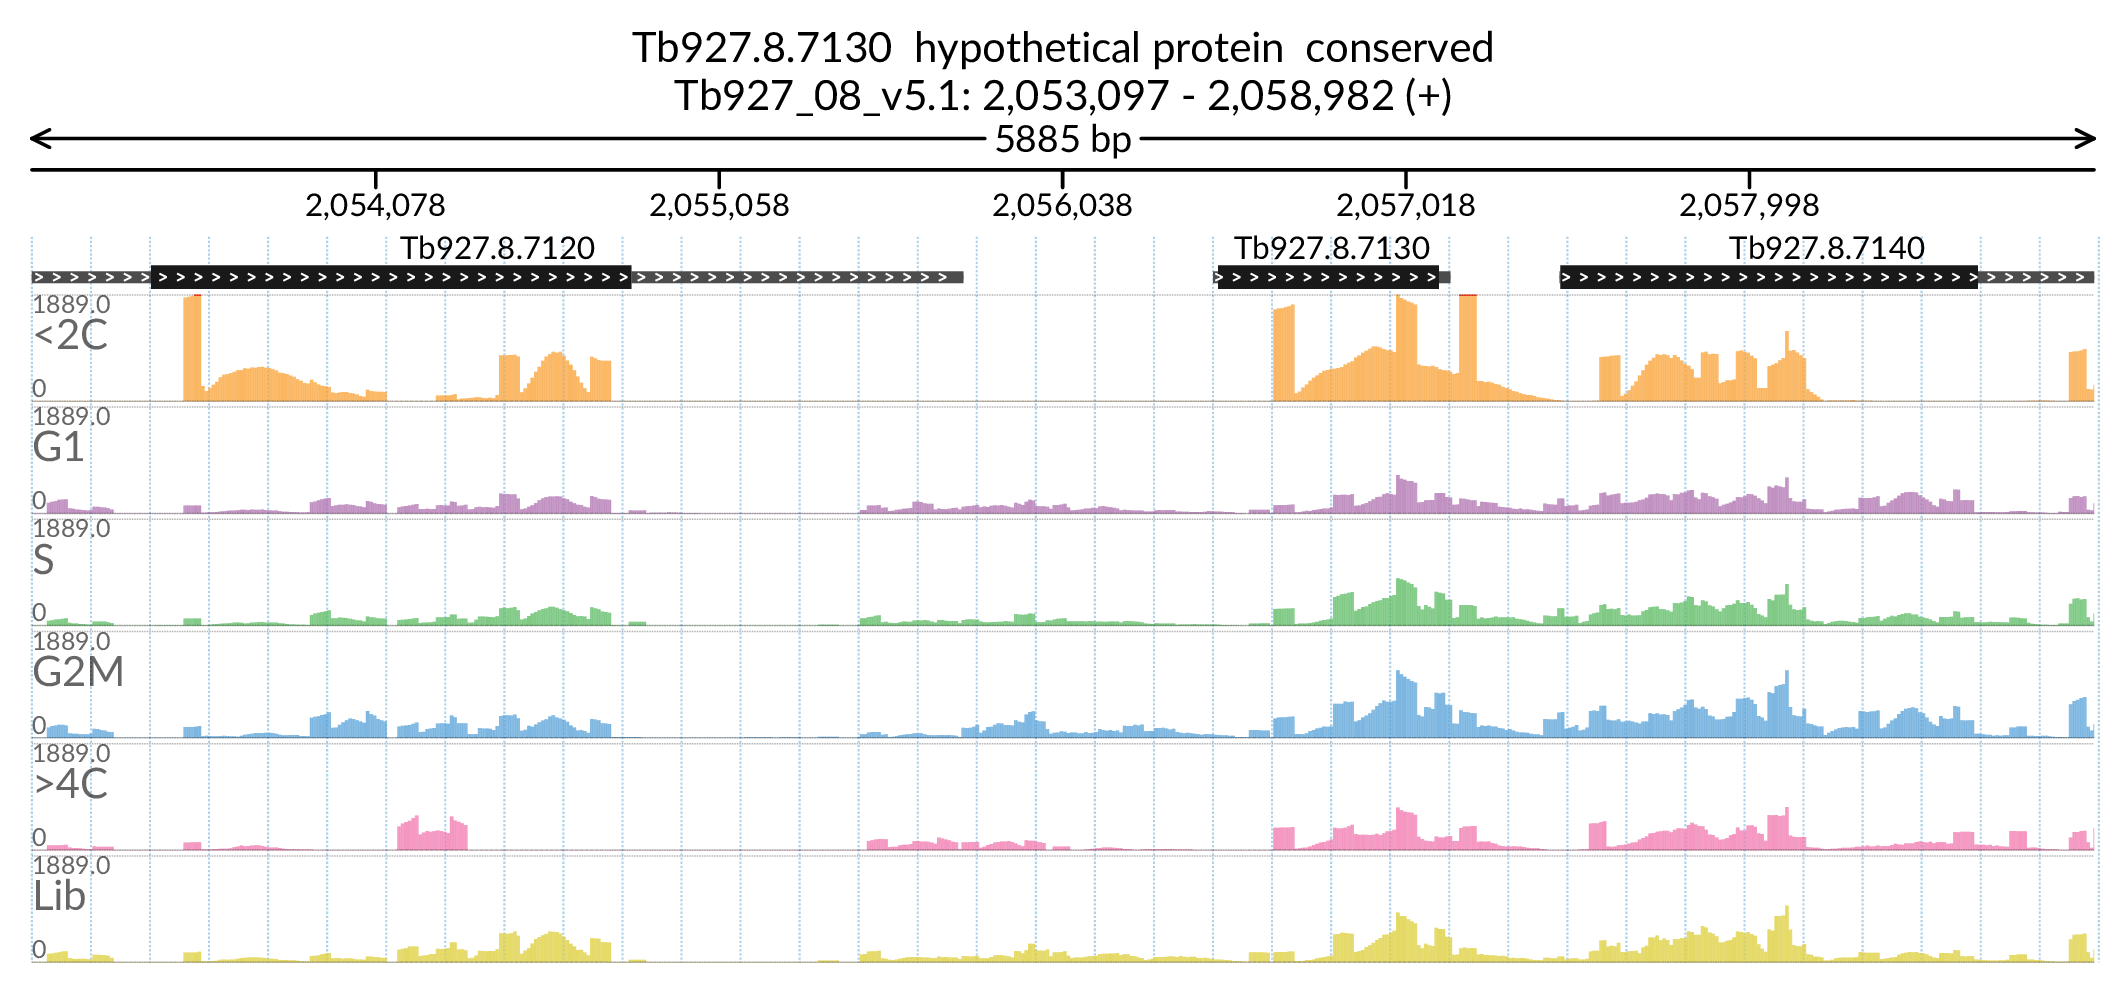 Tb927.8.7130 hypothetical protein conserved
Tb927_08_v5.1: 2,053,097 - 2,058,982 (+)
5885 bp
2,054,078 2,055,058 2,056,038 2,057,018 2,057,998
Tb927.8.7120 Tb927.8.7130 Tb927.8.7140
1889.0
<2C
0
1889.0
G1
0
1889.0
S
0
1889.0
G2M
0
1889.0
>4C
0
1889.0
Lib
0